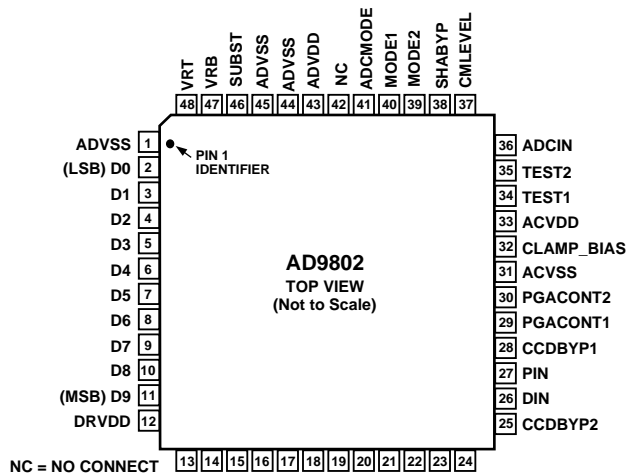 VRT
VRB
SUBST
ADVSS
ADVSS
ADVDD
NC
ADCMODE
MODE1
MODE2
SHABYP
CMLEVEL
48 47 46 45 44 43 42 41 40 39 38 37
ADVSS 1
(LSB) D0 2
D1 3
D2 4
D3 5
D4 6
D5 7
D6 8
D7 9
D8 10
(MSB) D9 11
DRVDD 12
PIN 1
IDENTIFIER
AD9802
TOP VIEW
(Not to Scale)
36 ADCIN
35 TEST2
34 TEST1
33 ACVDD
32 CLAMP_BIAS
31 ACVSS
30 PGACONT2
29 PGACONT1
28 CCDBYP1
27 PIN
26 DIN
25 CCDBYP2
13 14 15 16 17 18 19 20 21 22 23 24
NC = NO CONNECT